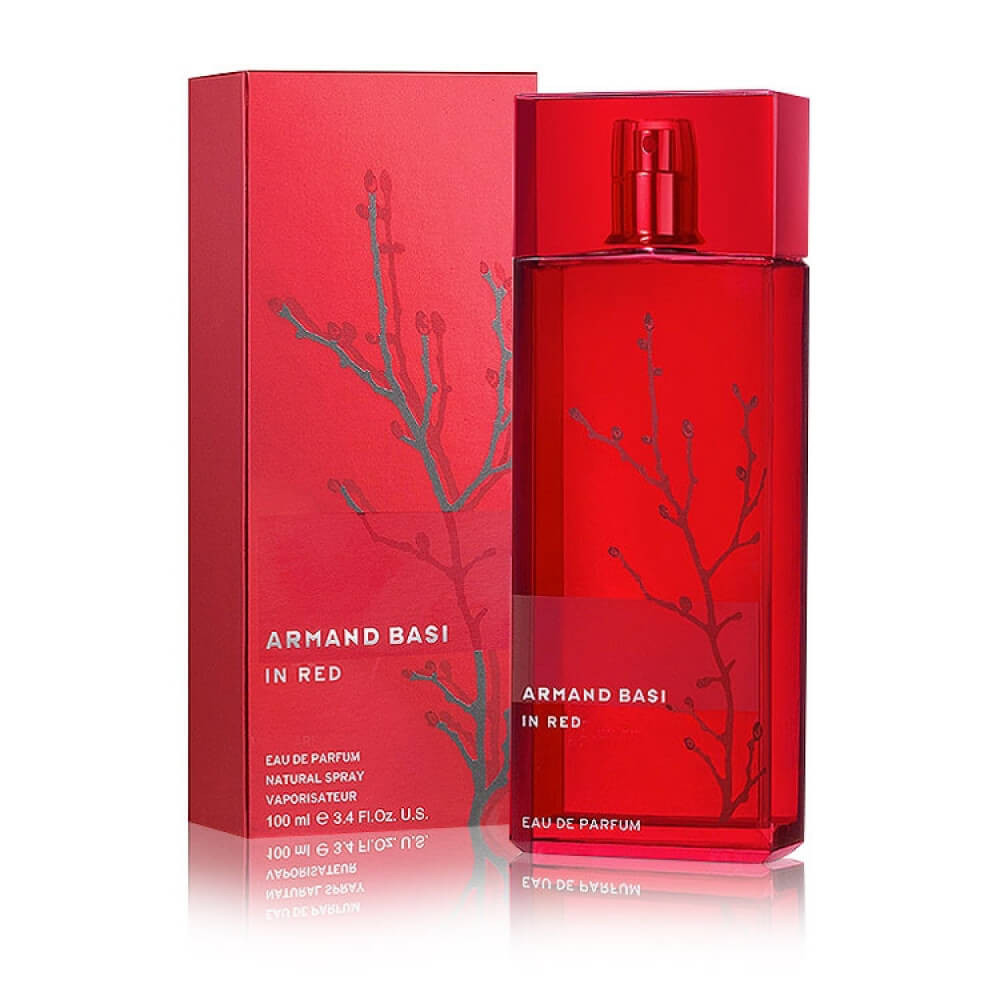 ARMAND BASI
IN RED
EAU DE PARFUM
NATURAL SPRAY
VAPORISATEUR
100 ml ℮ 3.4 Fl.Oz. U.S.
ARMAND BASI
IN RED
EAU DE PARFUM